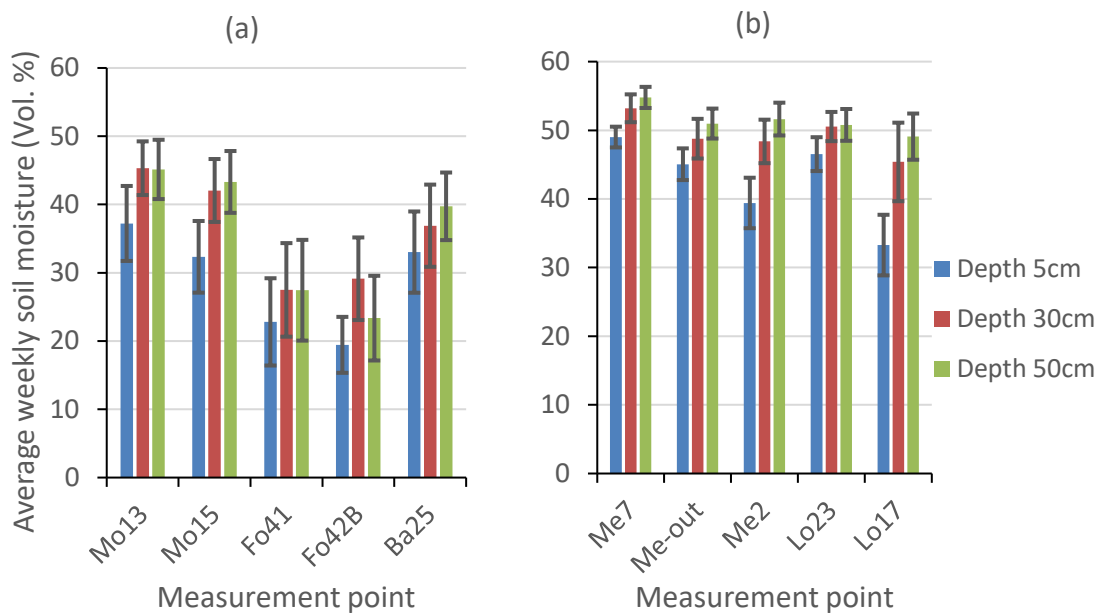 (a)
Average weekly soil moisture (Vol. %)
60
50
40
30
20
10
0
Mo13
Mo15
Fo41
Fo42B
Ba25
Measurement point
(b)
60
50
40
30
20
10
0
Me7
Me-out
Me2
Lo23
Lo17
Measurement point
Depth 5cm
Depth 30cm
Depth 50cm